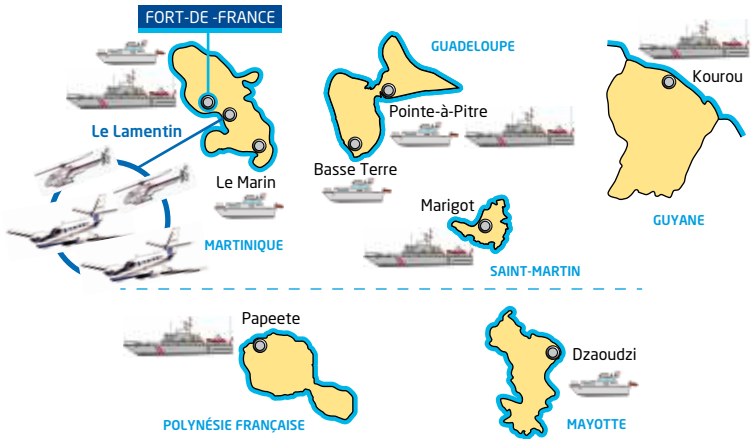 FORT-DE -FRANCE
GUADELOUPE
Kourou
Pointe-à-Pitre
Le Lamentin
Basse Terre
Le Marin
Marigot
GUYANE
MARTINIQUE
SAINT-MARTIN
Papeete
Dzaoudzi
POLYNÉSIE FRANÇAISE
MAYOTTE